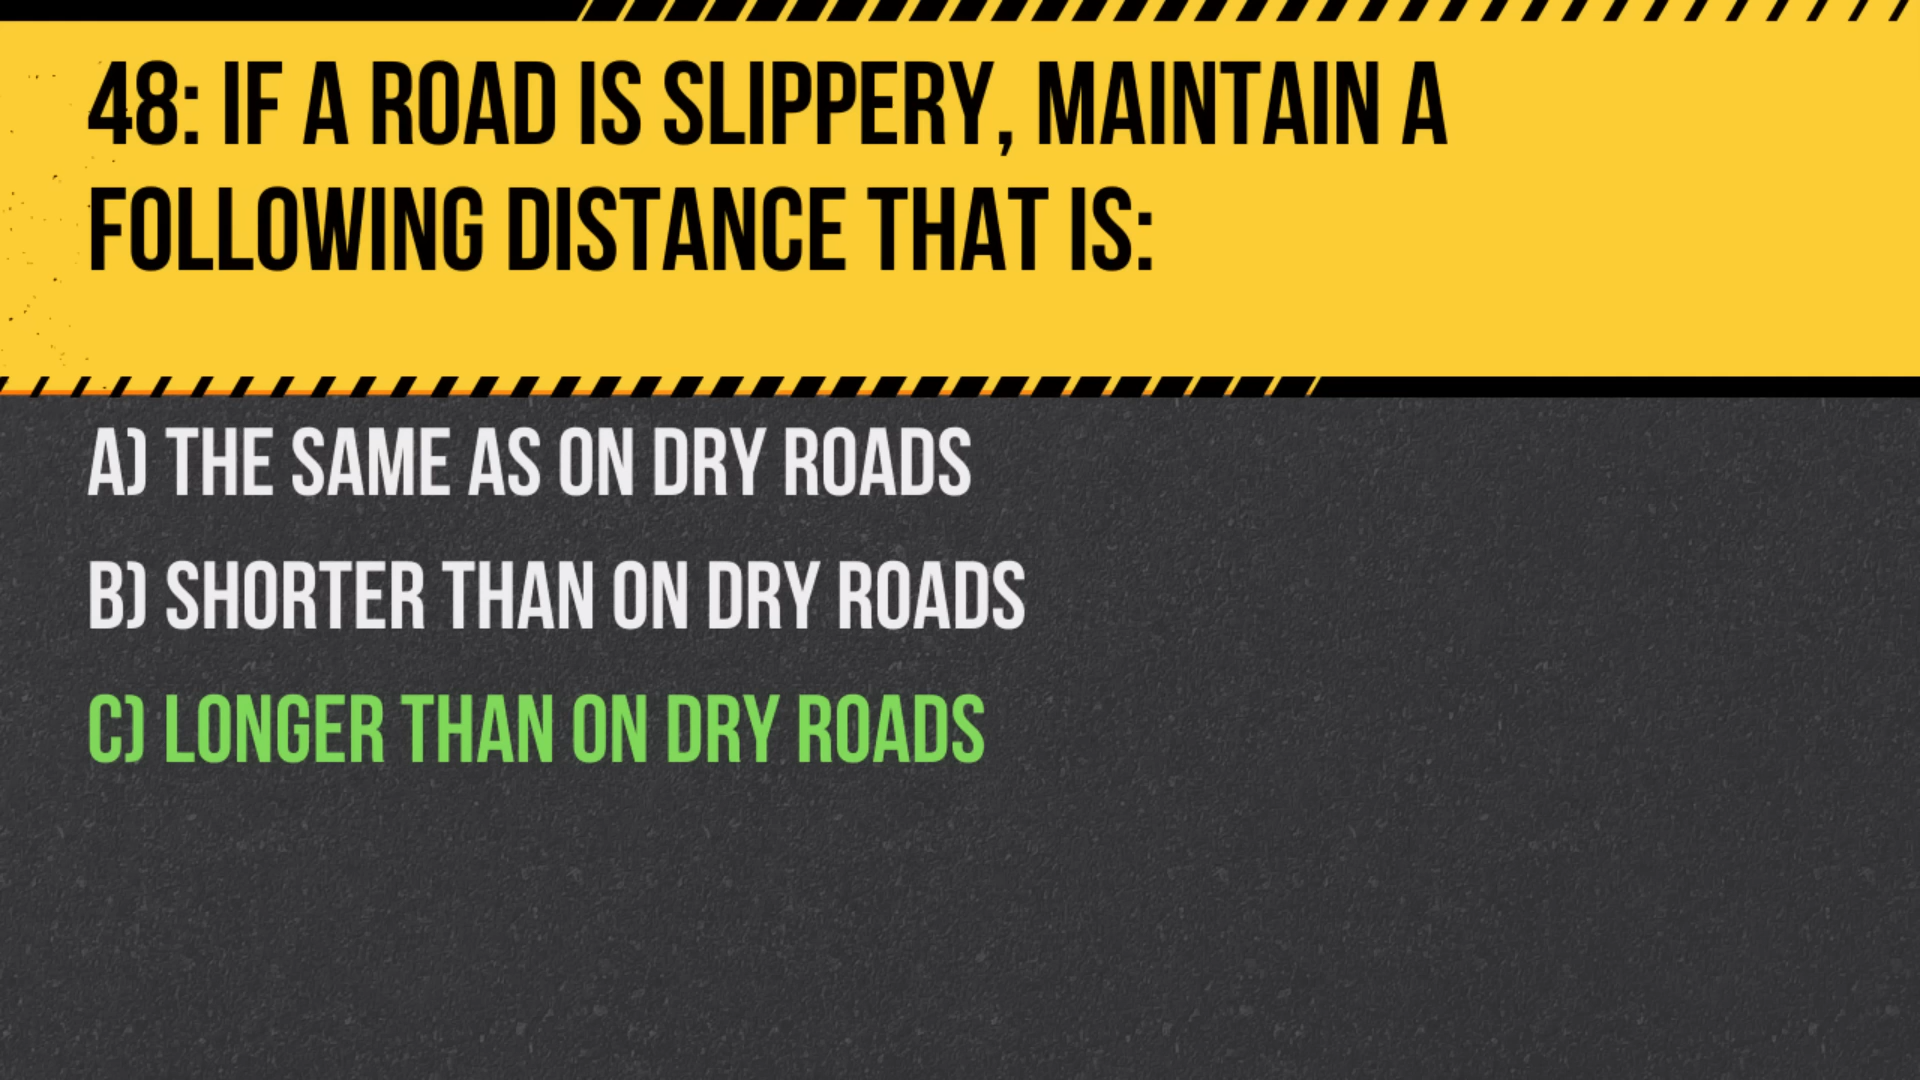 48: IF A ROAD IS SLIPPERY, MAINTAIN A
FOLLOWING DISTANCE THAT IS:
A) THE SAME AS ON DRY ROADS
B) SHORTER THAN ON DRY ROADS
C) LONGER THAN ON DRY ROADS